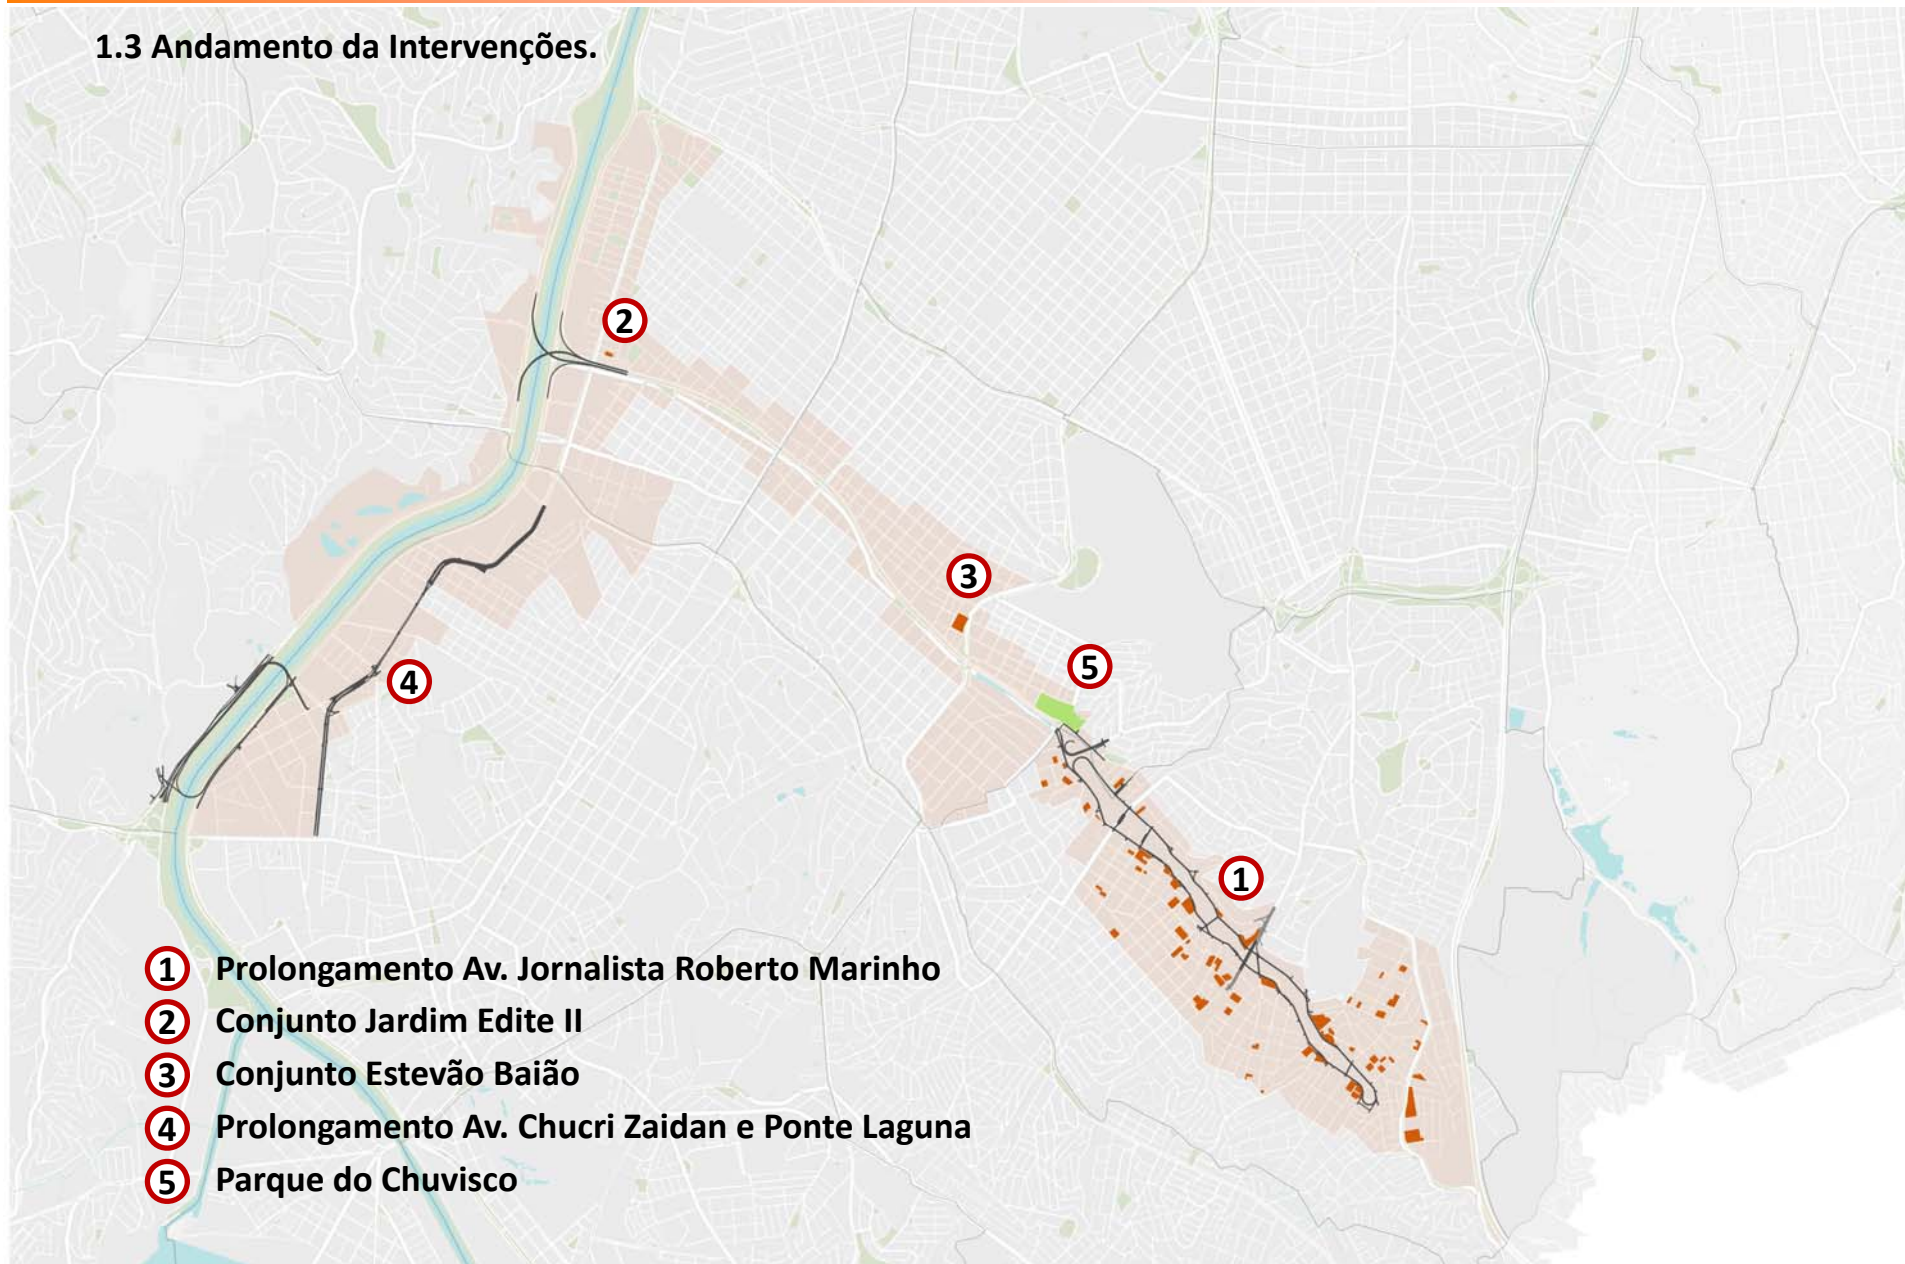 1.3 Andamento da Intervenções.
2
3
5
4
1
1 Prolongamento Av. Jornalista Roberto Marinho
2 Conjunto Jardim Edite II
3 Conjunto Estevão Baião
4 Prolongamento Av. Chucri Zaidan e Ponte Laguna
5 Parque do Chuvisco